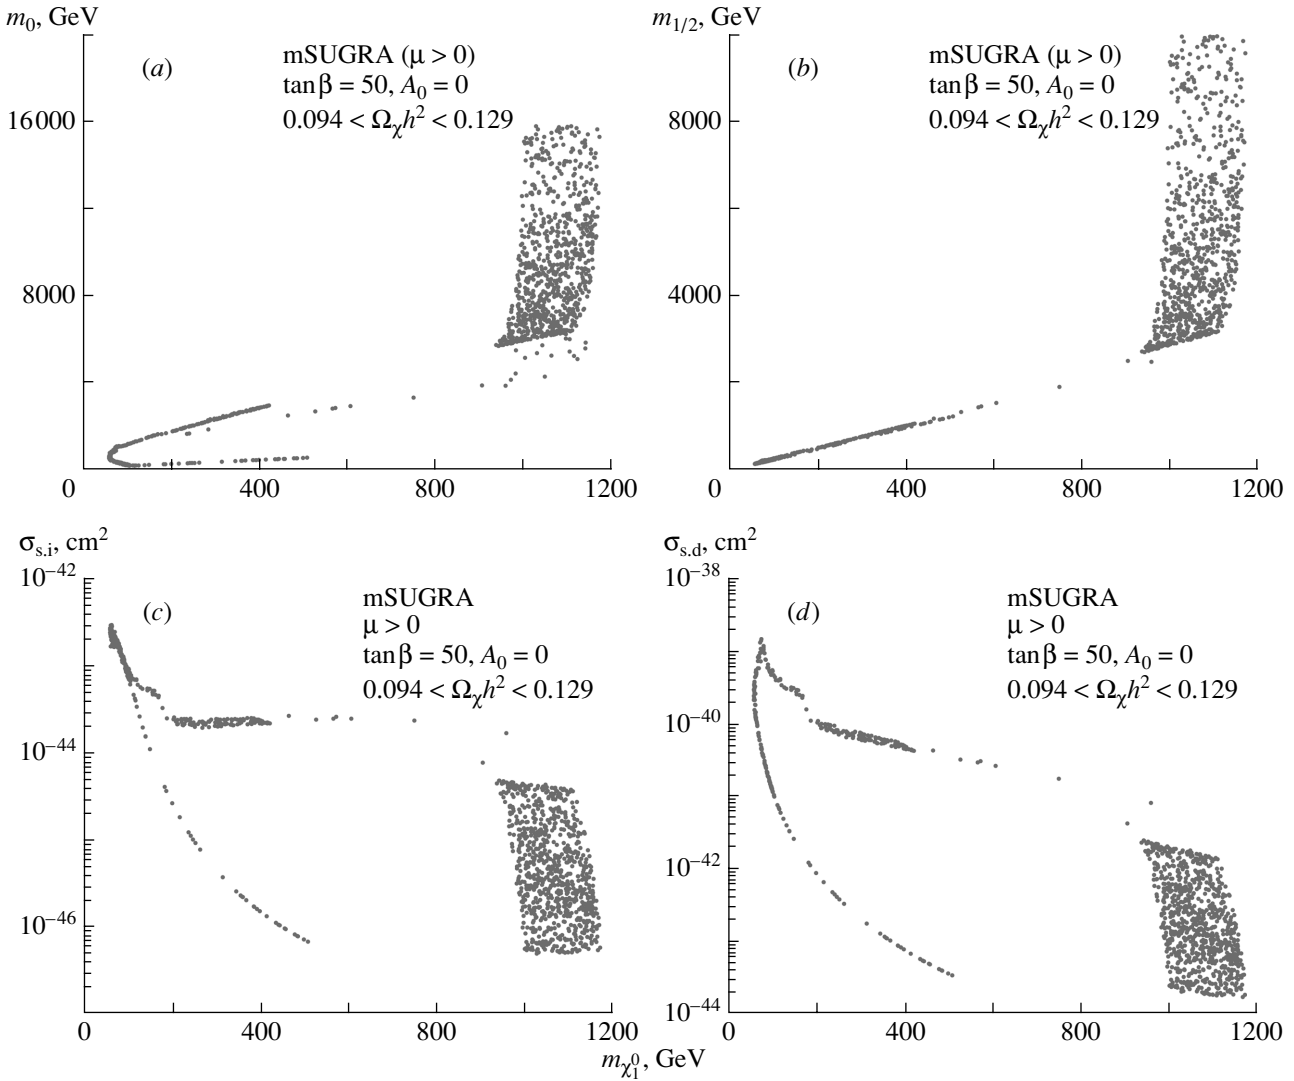 m₀, GeV
(a)
mSUGRA (μ > 0)
tanβ = 50, A₀ = 0
0.094 < Ωχh² < 0.129
16000
8000
0 400 800 1200
m₁/₂, GeV
(b)
mSUGRA (μ > 0)
tanβ = 50, A₀ = 0
0.094 < Ωχh² < 0.129
8000
4000
0 400 800 1200
σs.i, cm²
10⁻⁴²
(c)
mSUGRA
μ > 0
tanβ = 50, A₀ = 0
0.094 < Ωχh² < 0.129
10⁻⁴⁴
10⁻⁴⁶
0 400 800 1200
σs.d, cm²
10⁻³⁸
(d)
mSUGRA
μ > 0
tanβ = 50, A₀ = 0
0.094 < Ωχh² < 0.129
10⁻⁴⁰
10⁻⁴²
10⁻⁴⁴
0 400 800 1200
mχ₁⁰, GeV